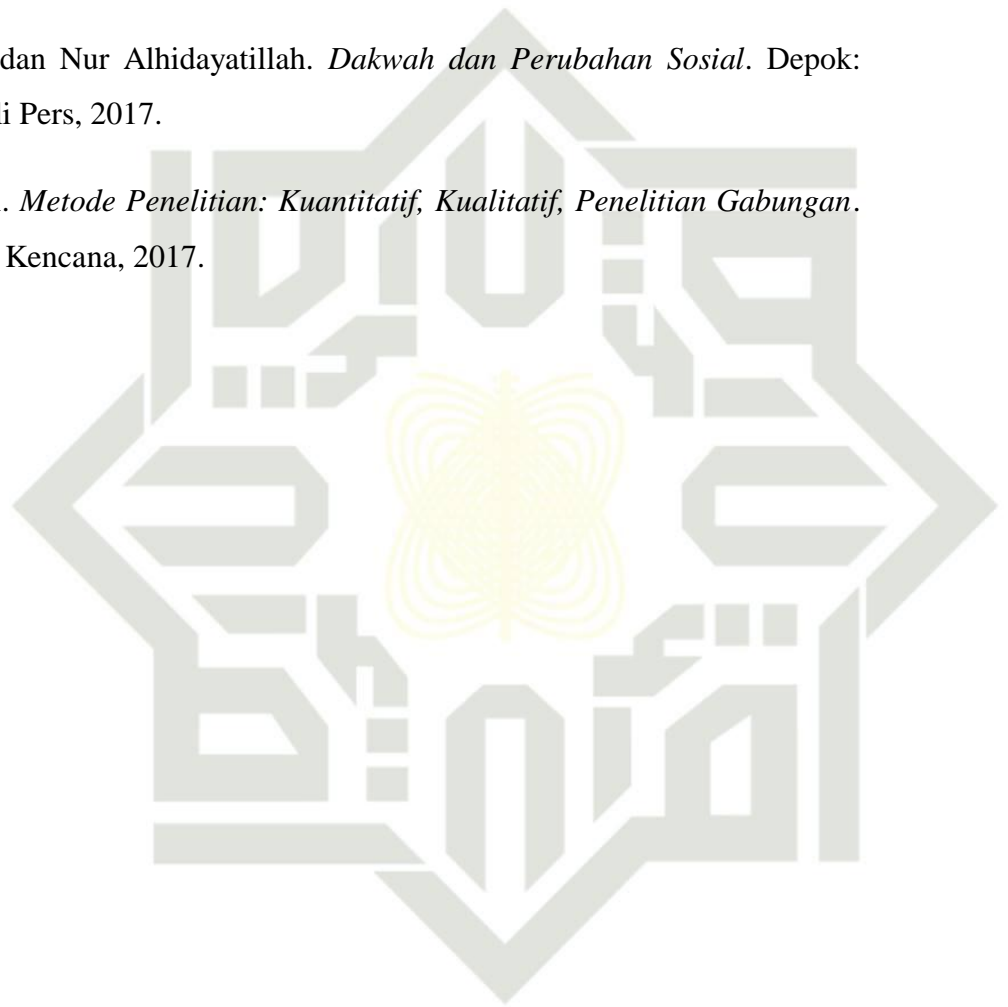 dan Nur Alhidayatillah. Dakwah dan Perubahan Sosial. Depok:
i Pers, 2017.
. Metode Penelitian: Kuantitatif, Kualitatif, Penelitian Gabungan.
Kencana, 2017.